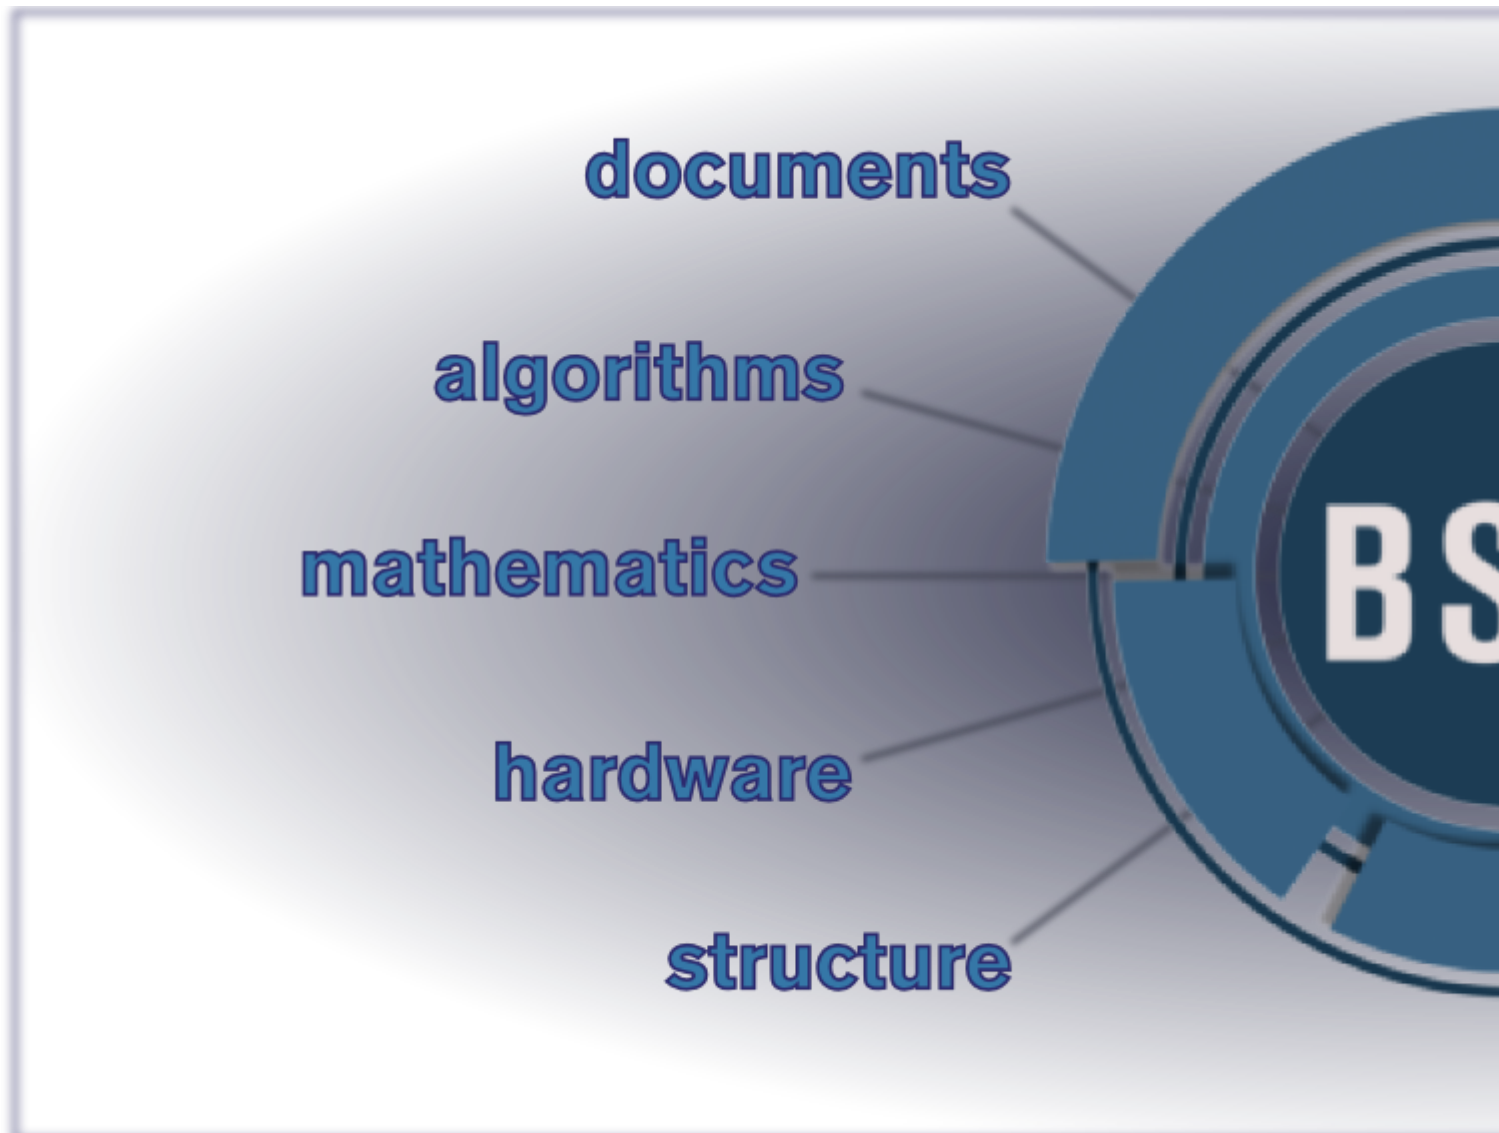 documents
algorithms
mathematics
BS
hardware
structure